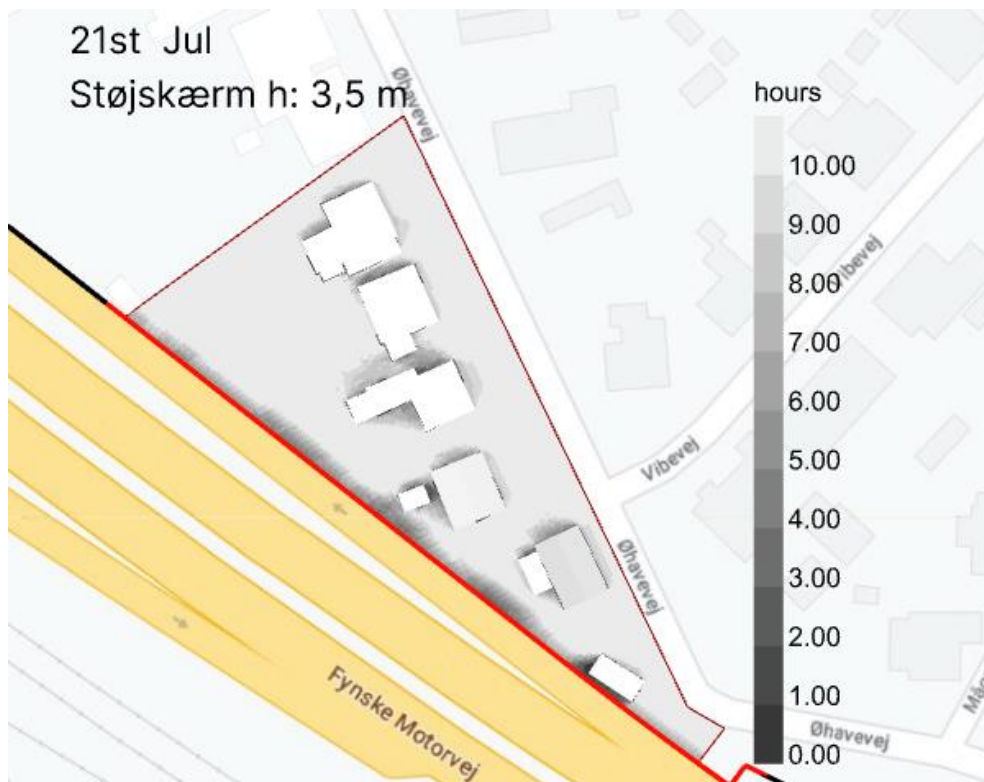 21st Jul
Støjskærm h: 3,5 m
Øhavevej
hours
10.00
9.00
8.00
Vibevej
7.00
6.00
5.00
Vibevej
4.00
Øhavevej
3.00
2.00
1.00
Fynske Motorvej
Øhavevej
0.00